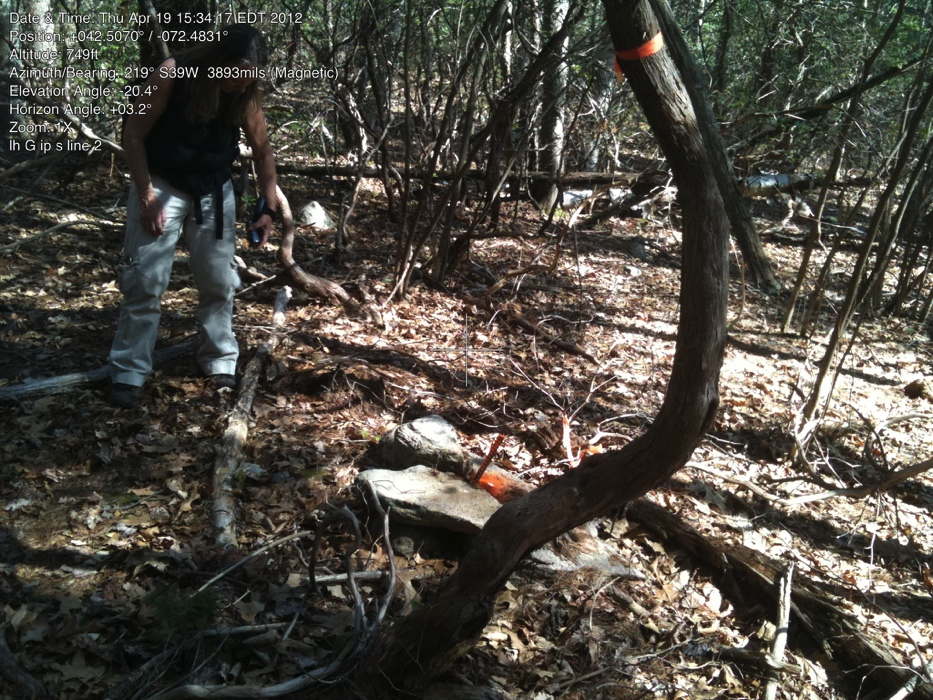 Date & Time: Thu Apr 19 15:34:17 EDT 2012
Position: +042.5070° / -072.4831°
Altitude: 749ft
Azimuth/Bearing: 219° S39W 3893mils (Magnetic)
Elevation Angle: -20.4°
Horizon Angle: +03.2°
Zoom: 1X
lh G ip s line 2